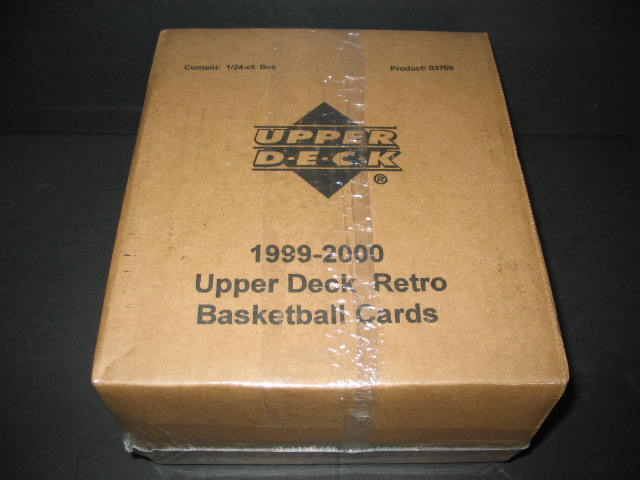 Content: 1/24-ct. Box Product: 03769
UPPER
D•E•C•K
®
1999-2000
Upper Deck Retro
Basketball Cards